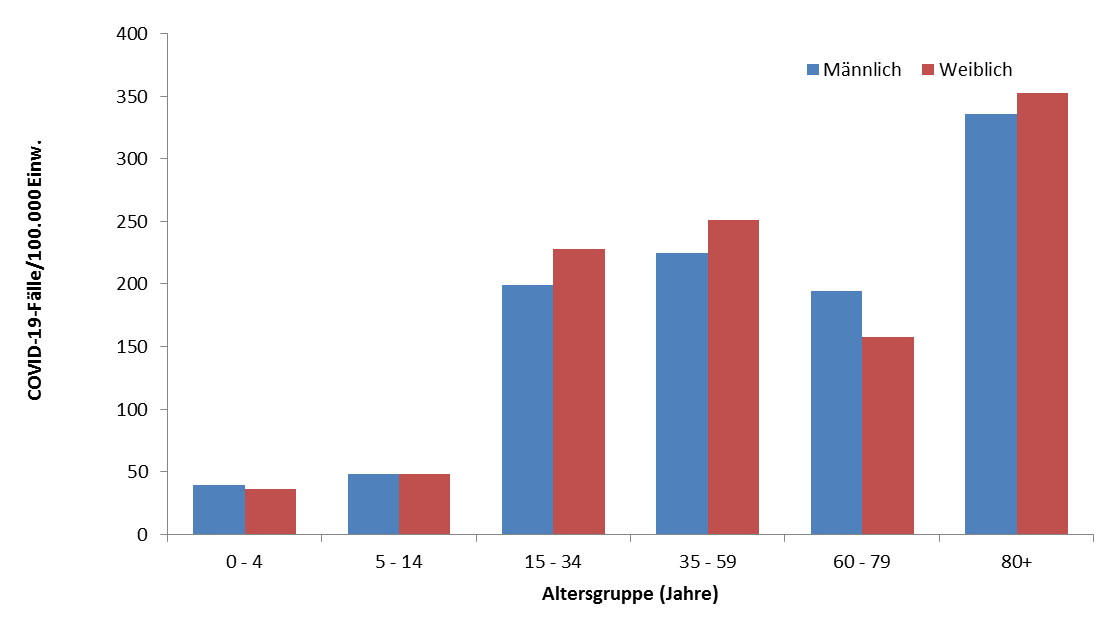 400
Männlich Weiblich
350
300
250
200
150
100
50
0
COVID-19-Fälle/100.000 Einw.
0 - 4 5 - 14 15 - 34 35 - 59 60 - 79 80+
Altersgruppe (Jahre)